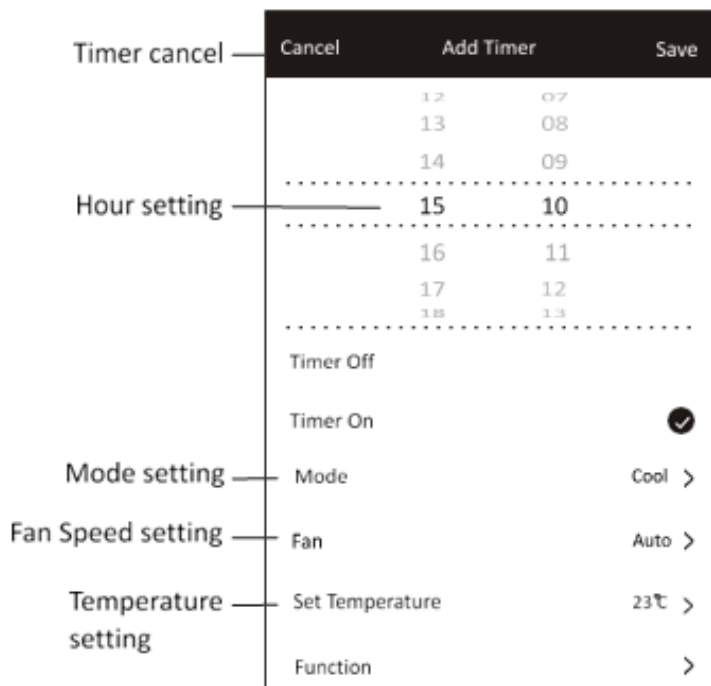 Timer cancel
Cancel Add Timer Save
12 07
13 08
14 09
Hour setting
15 10
16 11
17 12
18 13
Timer Off
Timer On
Mode setting
Mode Cool >
Fan Speed setting
Fan Auto >
Temperature setting
Set Temperature 23℃ >
Function >